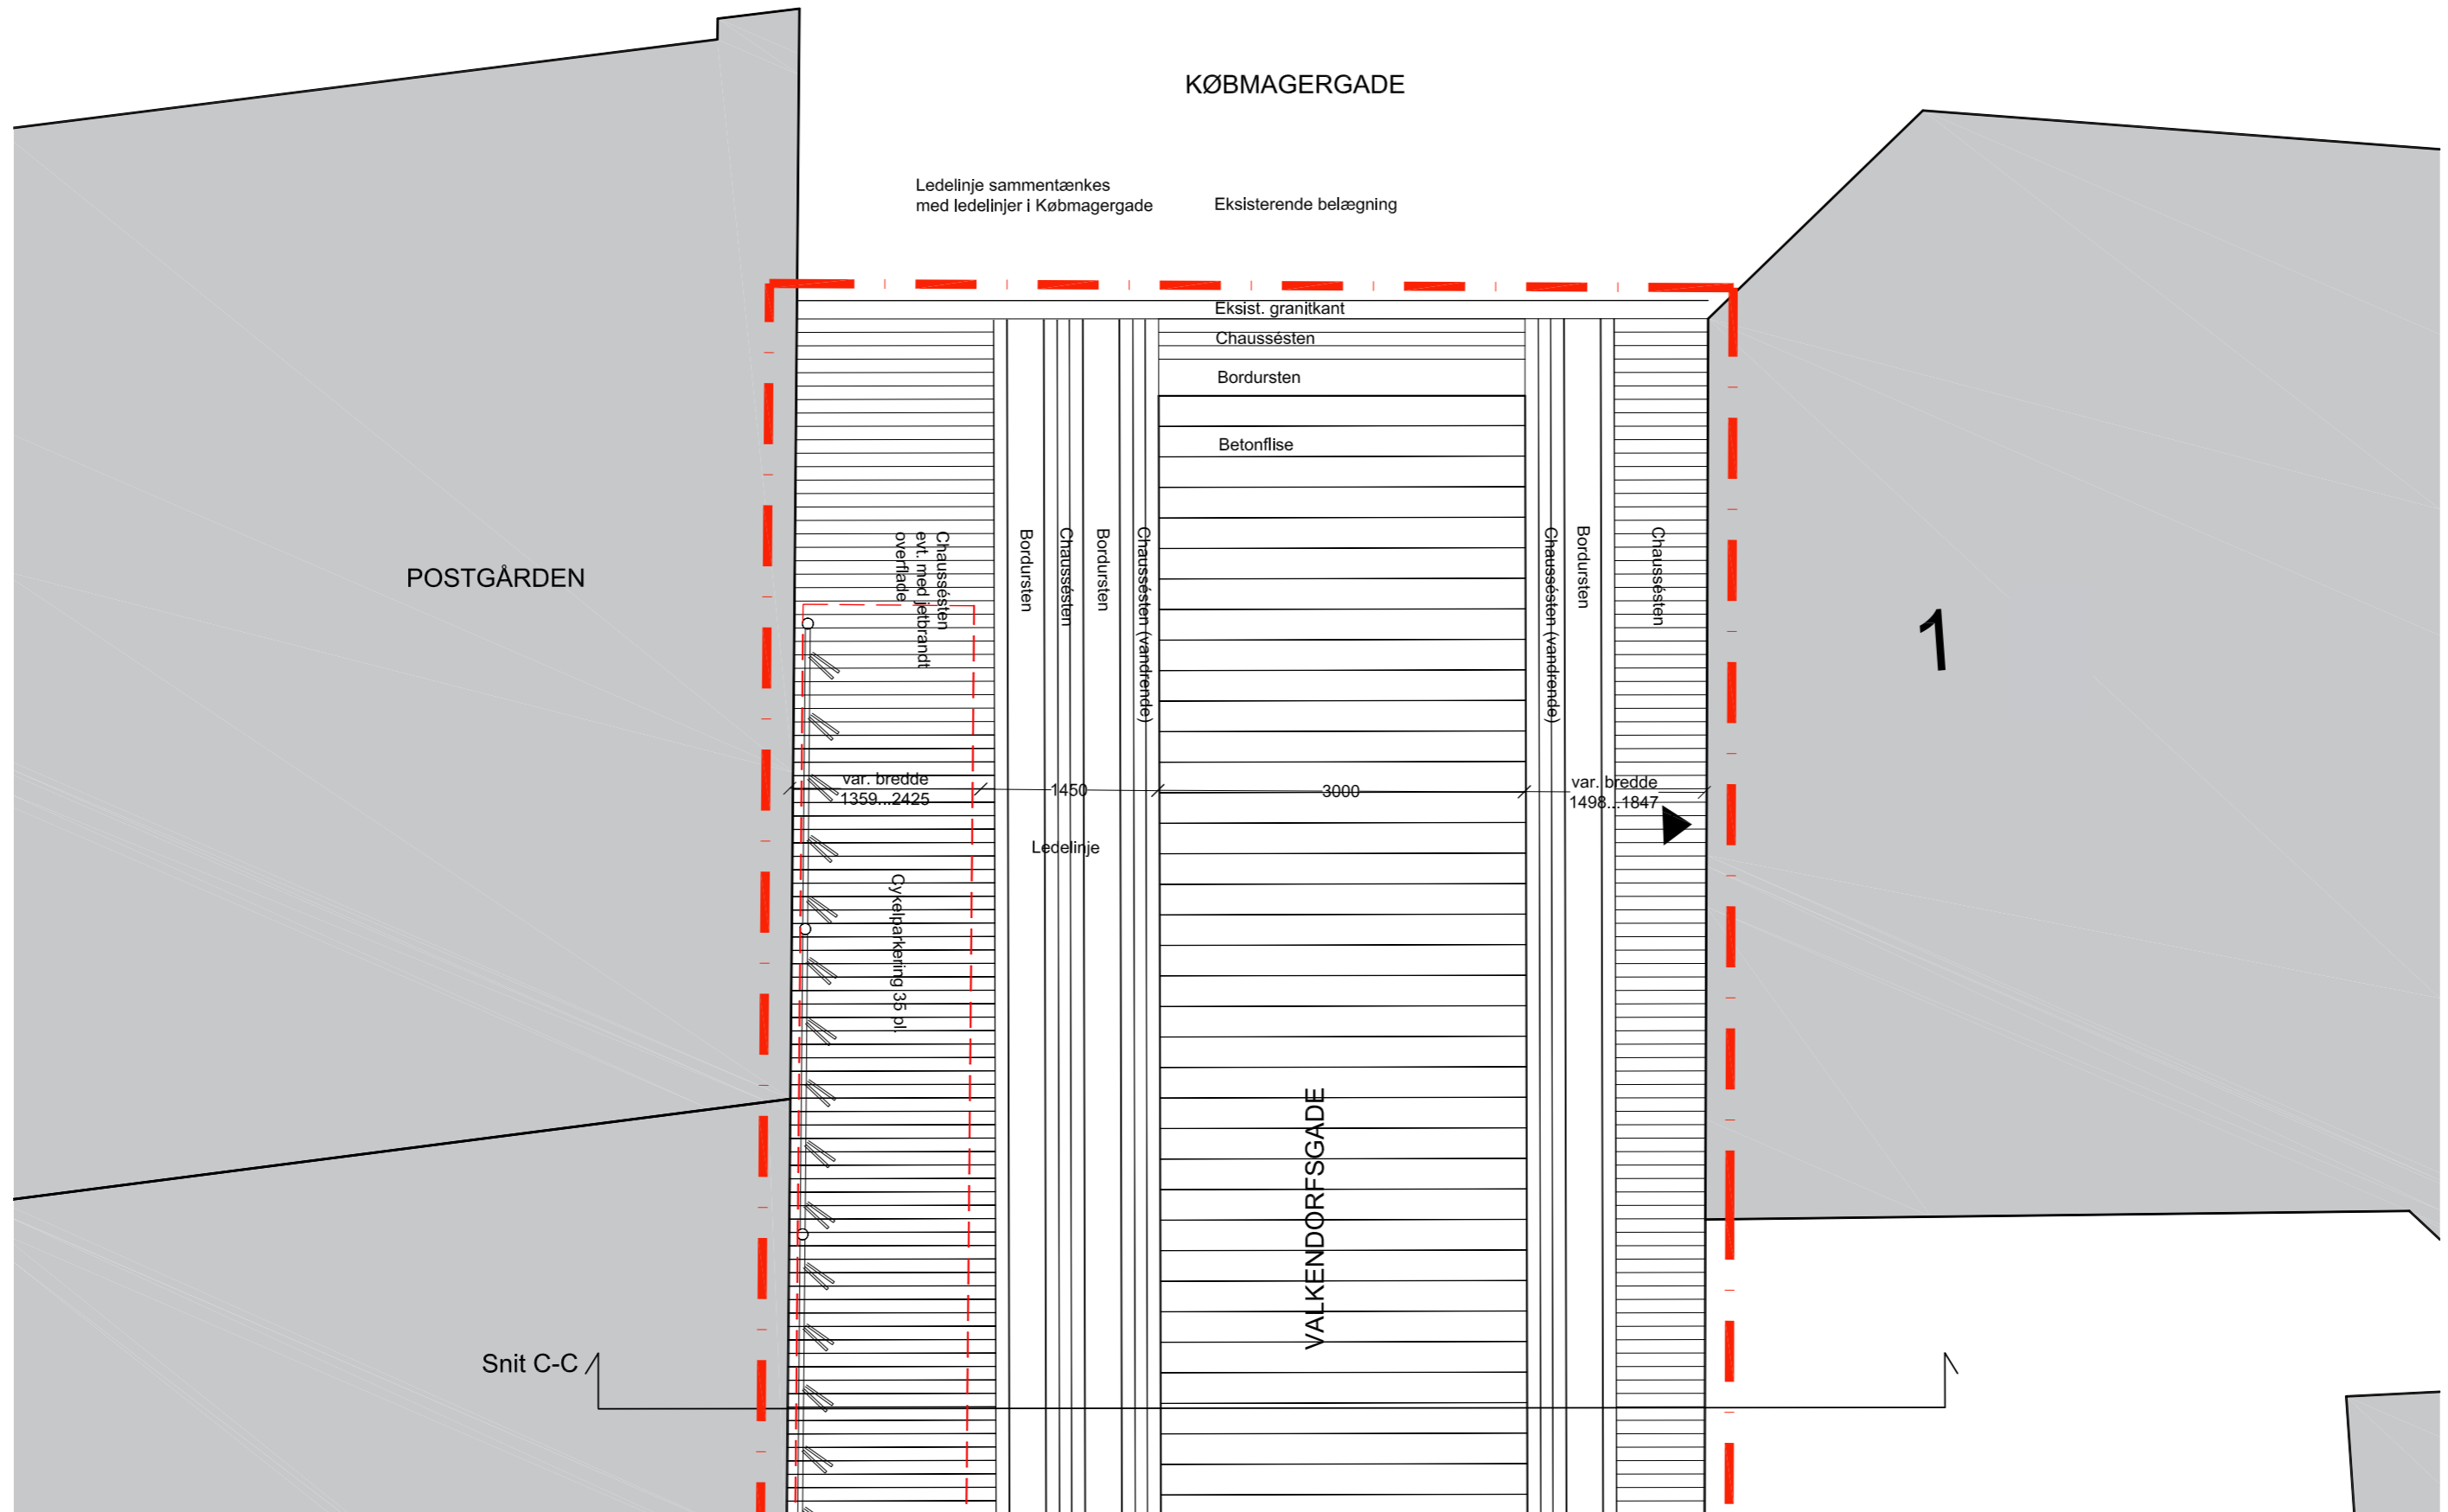 KØBMAGERGADE
Ledelinje sammentænkes
med ledelinjer i Købmagergade
Eksisterende belægning
Eksist. granitkant
Chaussésten
Bordursten
Betonflise
Chaussésten
evt. med jetbrandt
overflade
Bordursten
Chaussésten
Bordursten
Chaussésten (vandrende)
Chaussésten (vandrende)
Bordursten
Chaussésten
POSTGÅRDEN
1
var. bredde
1359...2425
1450
3000
var. bredde
1498...1847
Ledelinje
Cykelparkering 35 pl.
VALKENDORFSGADE
Snit C-C